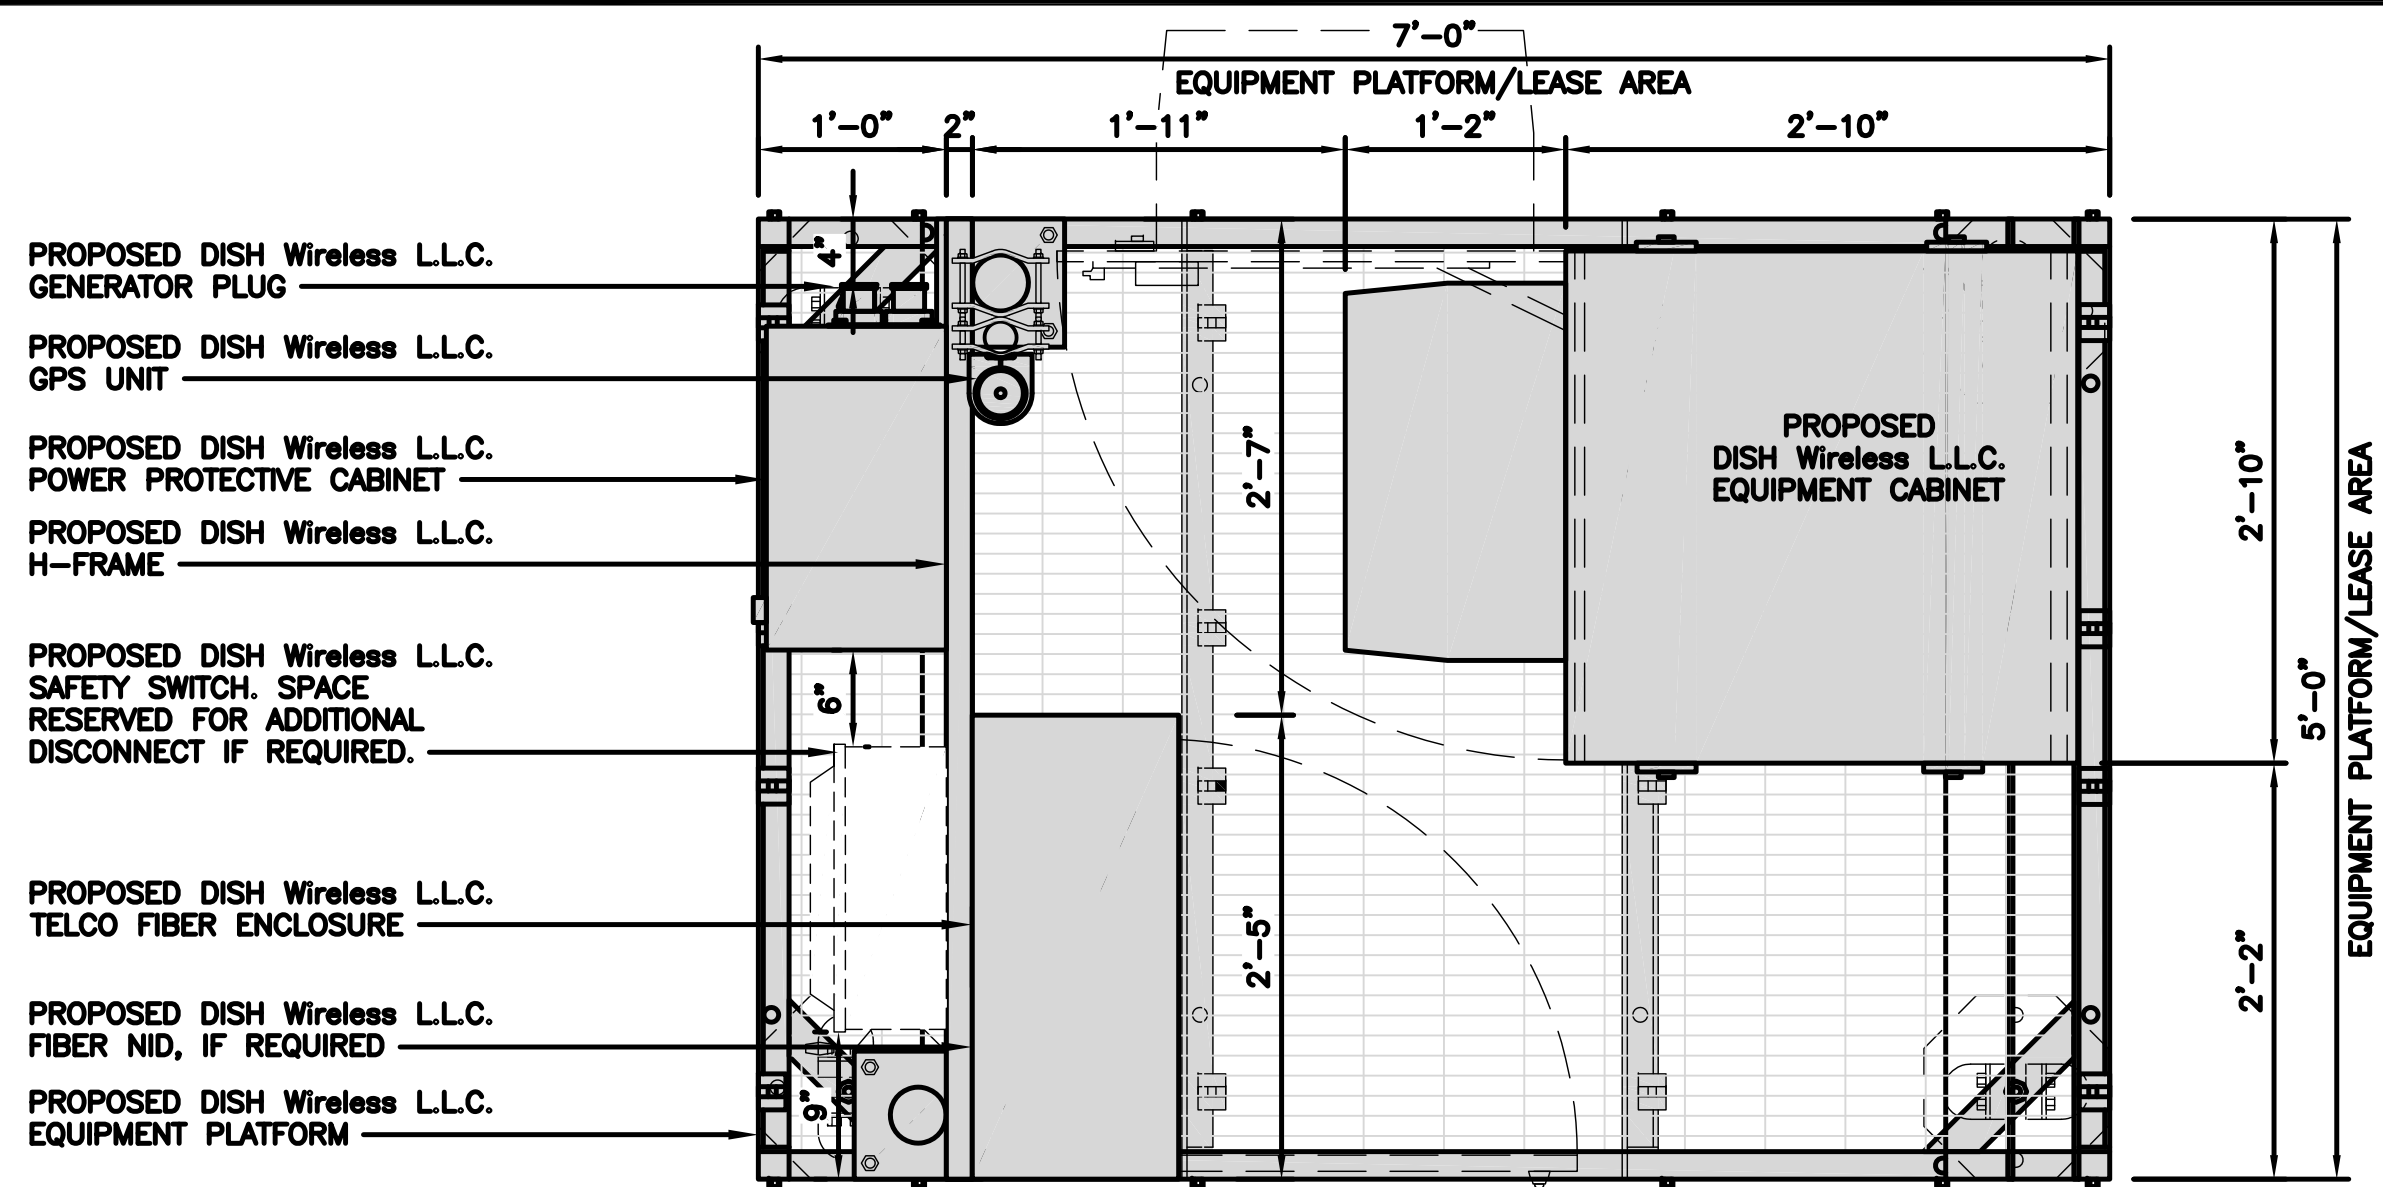 7'-0"
EQUIPMENT PLATFORM/LEASE AREA
1'-0" 2" 1'-11" 1'-2" 2'-10"
4"
PROPOSED DISH Wireless L.L.C.
GENERATOR PLUG
PROPOSED DISH Wireless L.L.C.
GPS UNIT
PROPOSED DISH Wireless L.L.C.
POWER PROTECTIVE CABINET
PROPOSED DISH Wireless L.L.C.
H-FRAME
PROPOSED DISH Wireless L.L.C.
SAFETY SWITCH. SPACE
RESERVED FOR ADDITIONAL
DISCONNECT IF REQUIRED.
PROPOSED DISH Wireless L.L.C.
TELCO FIBER ENCLOSURE
PROPOSED DISH Wireless L.L.C.
FIBER NID, IF REQUIRED
PROPOSED DISH Wireless L.L.C.
EQUIPMENT PLATFORM
6"
9"
2'-7"
2'-5"
PROPOSED
DISH Wireless L.L.C.
EQUIPMENT CABINET
2'-10"
2'-2"
5'-0"
EQUIPMENT PLATFORM/LEASE AREA